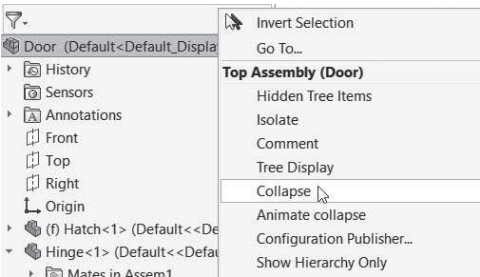 Door (Default<Default_Displa
History
Sensors
Annotations
Front
Top
Right
Origin
(f) Hatch<1> (Default<<De
Hinge<1> (Default<<Defau
Mates in Assem1
Invert Selection
Go To...
Top Assembly (Door)
Hidden Tree Items
Isolate
Comment
Tree Display
Collapse
Animate collapse
Configuration Publisher...
Show Hierarchy Only